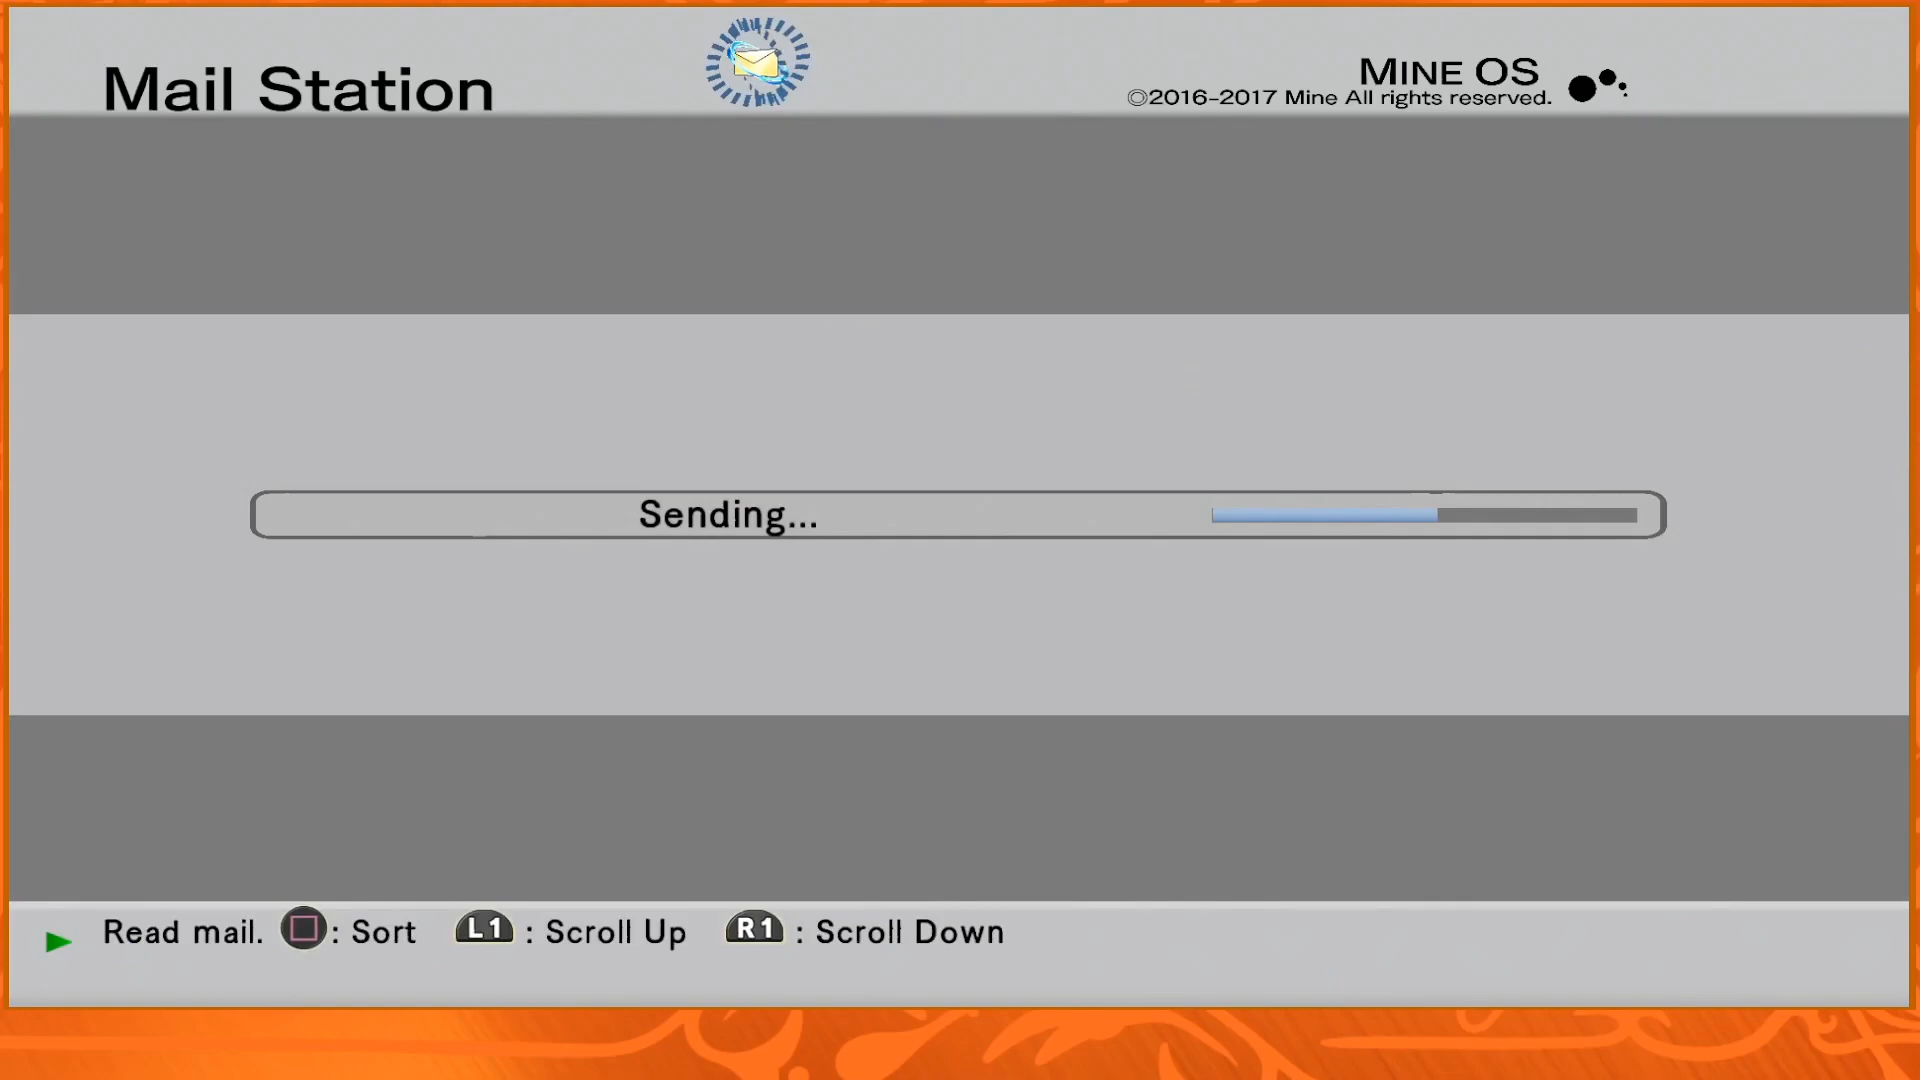 Mail Station
MINE OS
©2016-2017 Mine All rights reserved.
Sending...
Read mail. : Sort L1 : Scroll Up R1 : Scroll Down